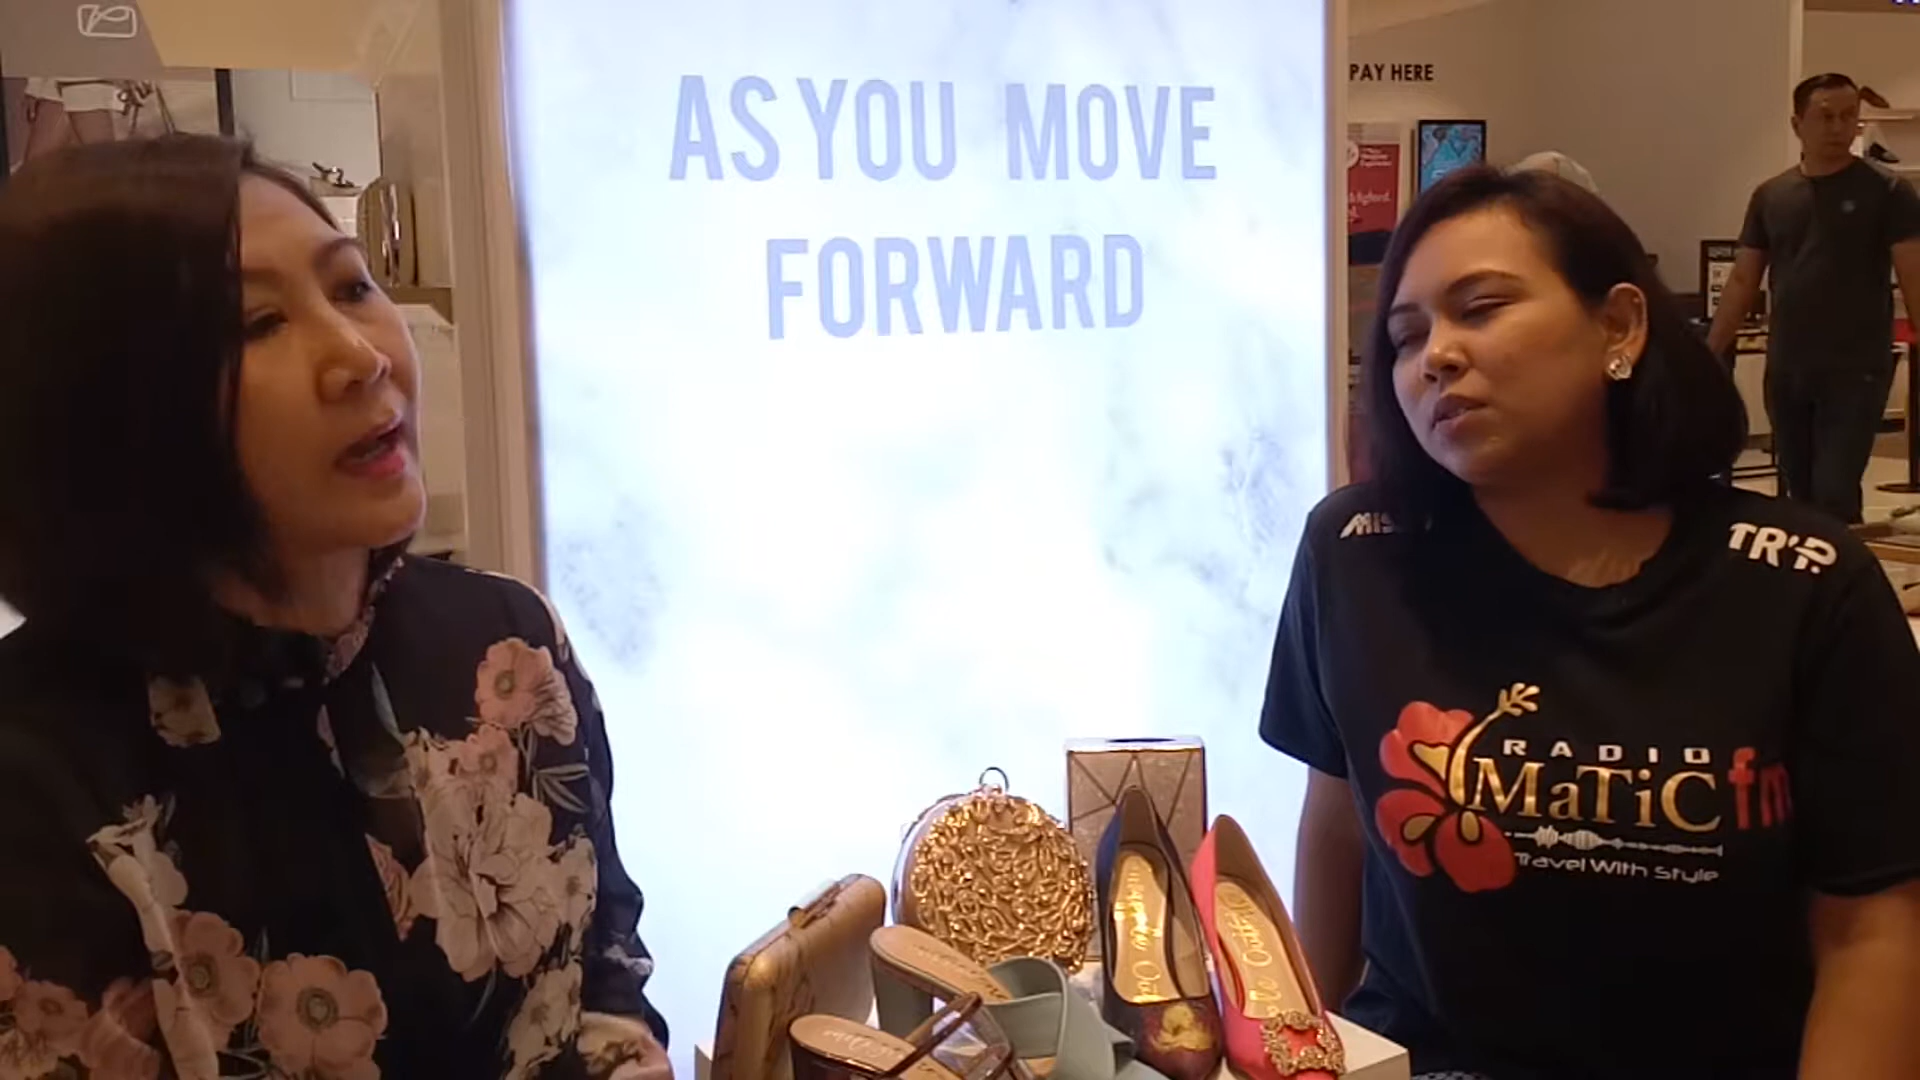 AS YOU MOVE
FORWARD
PAY HERE
TRIP.
RADIO
MaTiC fm
Travel With Style